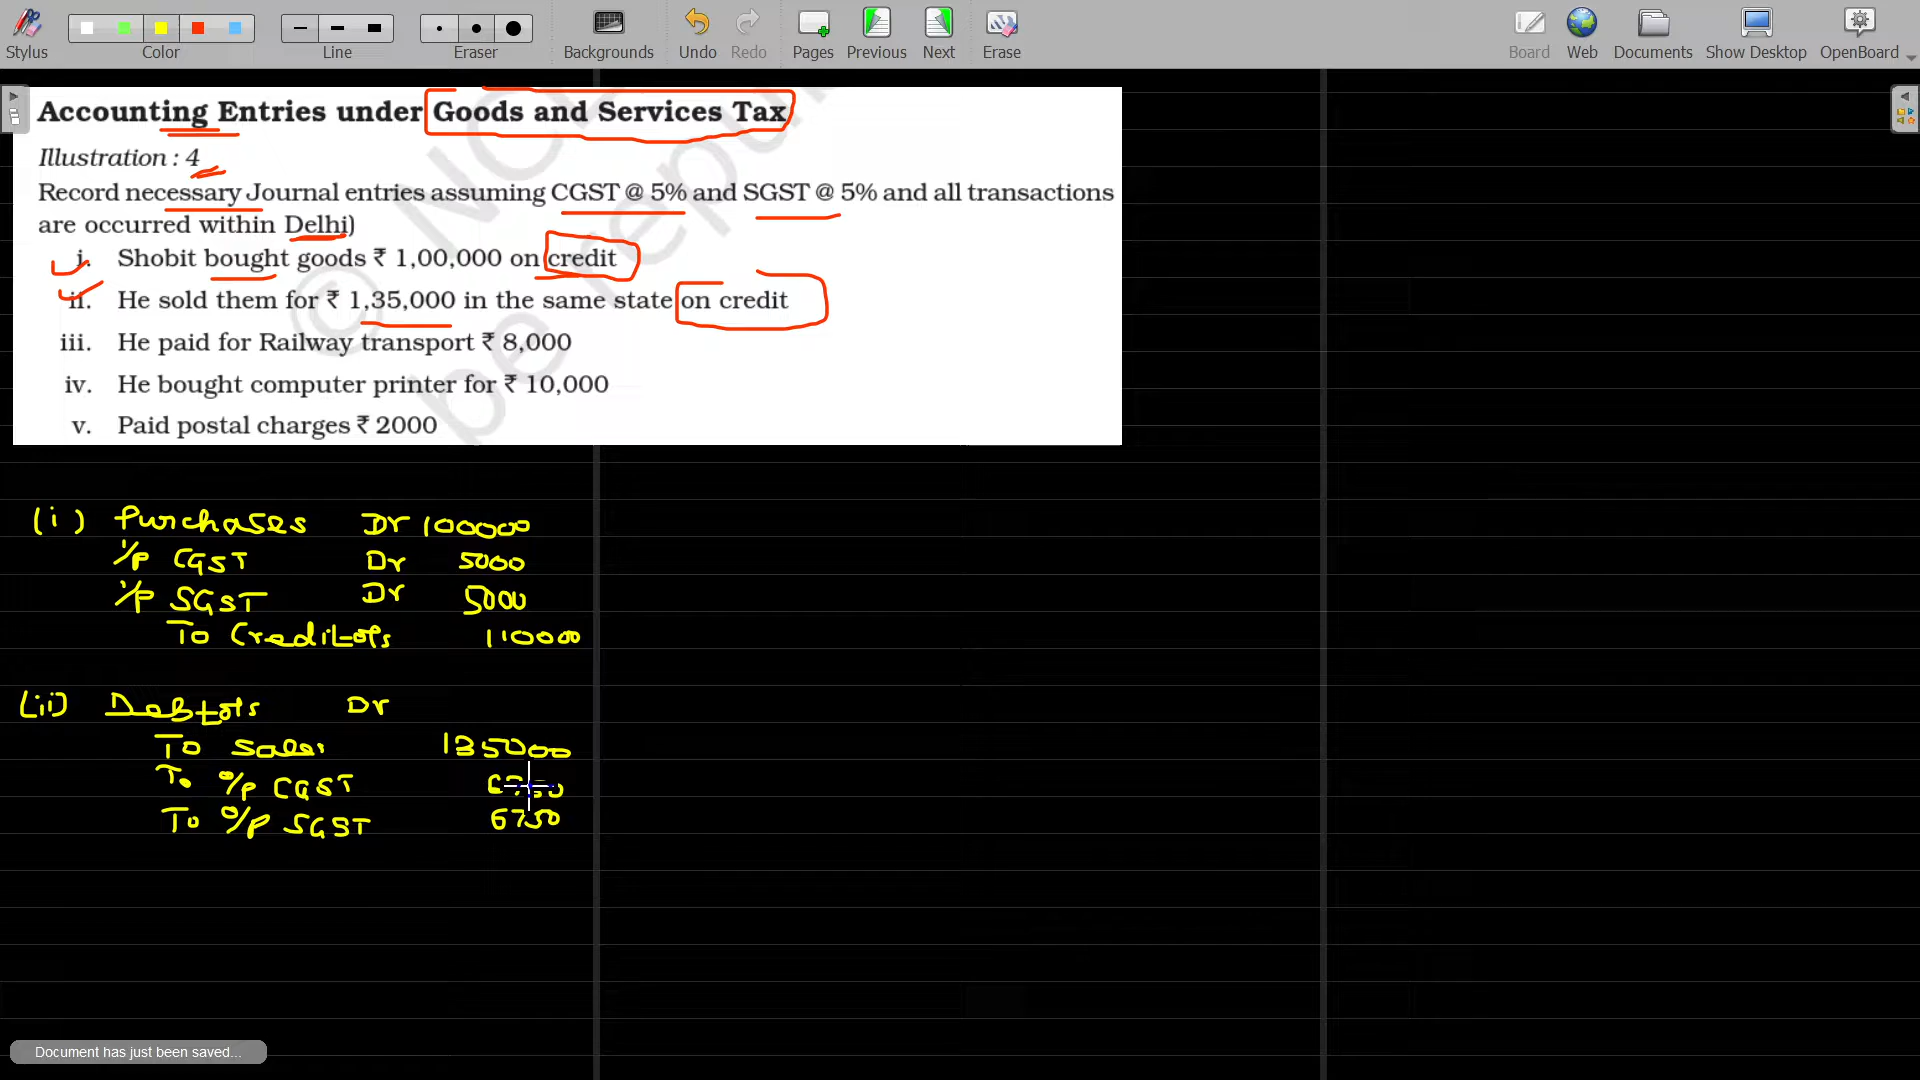 Stylus
Color
Line
Eraser
Backgrounds
Undo
Redo
Pages
Previous
Next
Erase
Board
Web
Documents
Show Desktop
OpenBoard
Accounting Entries under Goods and Services Tax
Illustration : 4
Record necessary Journal entries assuming CGST @ 5% and SGST @ 5% and all transactions
are occurred within Delhi)
i. Shobit bought goods ₹ 1,00,000 on credit
ii. He sold them for ₹ 1,35,000 in the same state on credit
iii. He paid for Railway transport ₹ 8,000
iv. He bought computer printer for ₹ 10,000
v. Paid postal charges ₹ 2000
(i) Purchases Dr 100000
i/p CGST Dr 5000
i/p SGST Dr 5000
To Creditors 110000
(ii) Debtors Dr
To Sales 135000
To o/p CGST 6750
To o/p SGST 6750
Document has just been saved...